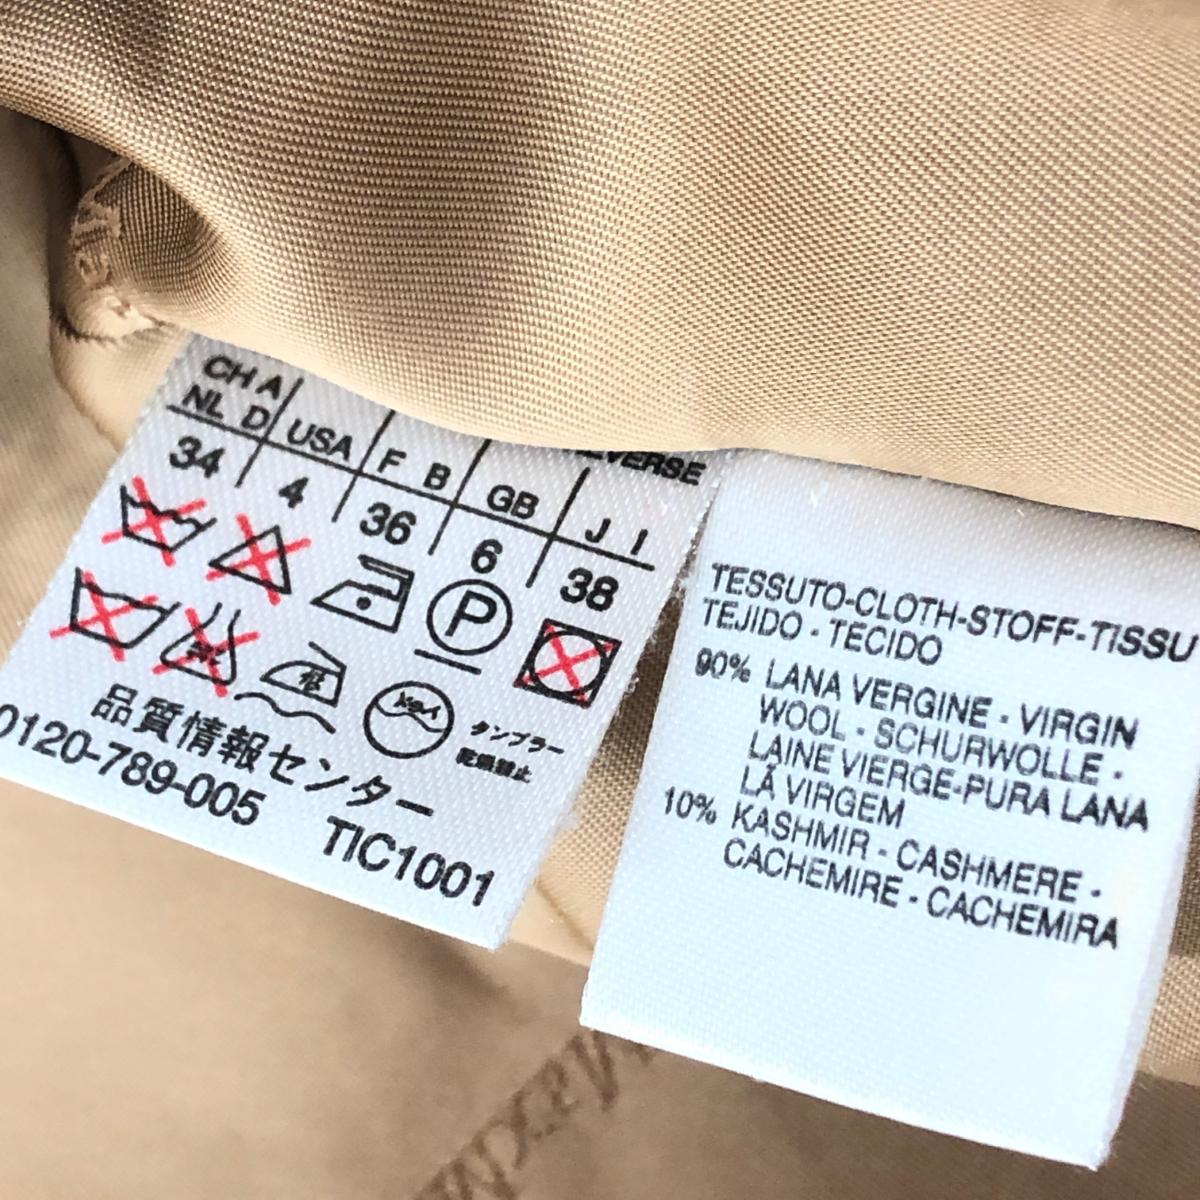 CH A
NL D USA F B GB J I
34 4 36 6 38
P
品質情報センター
0120-789-005 TIC1001
タンブラー
乾燥禁止
TESSUTO-CLOTH-STOFF-TISSU
TEJIDO - TECIDO
90% LANA VERGINE - VIRGIN
WOOL - SCHURWOLLE -
LAINE VIERGE-PURA LANA
LÃ VIRGEM
10% KASHMIR - CASHMERE -
CACHEMIRE - CACHEMIRA